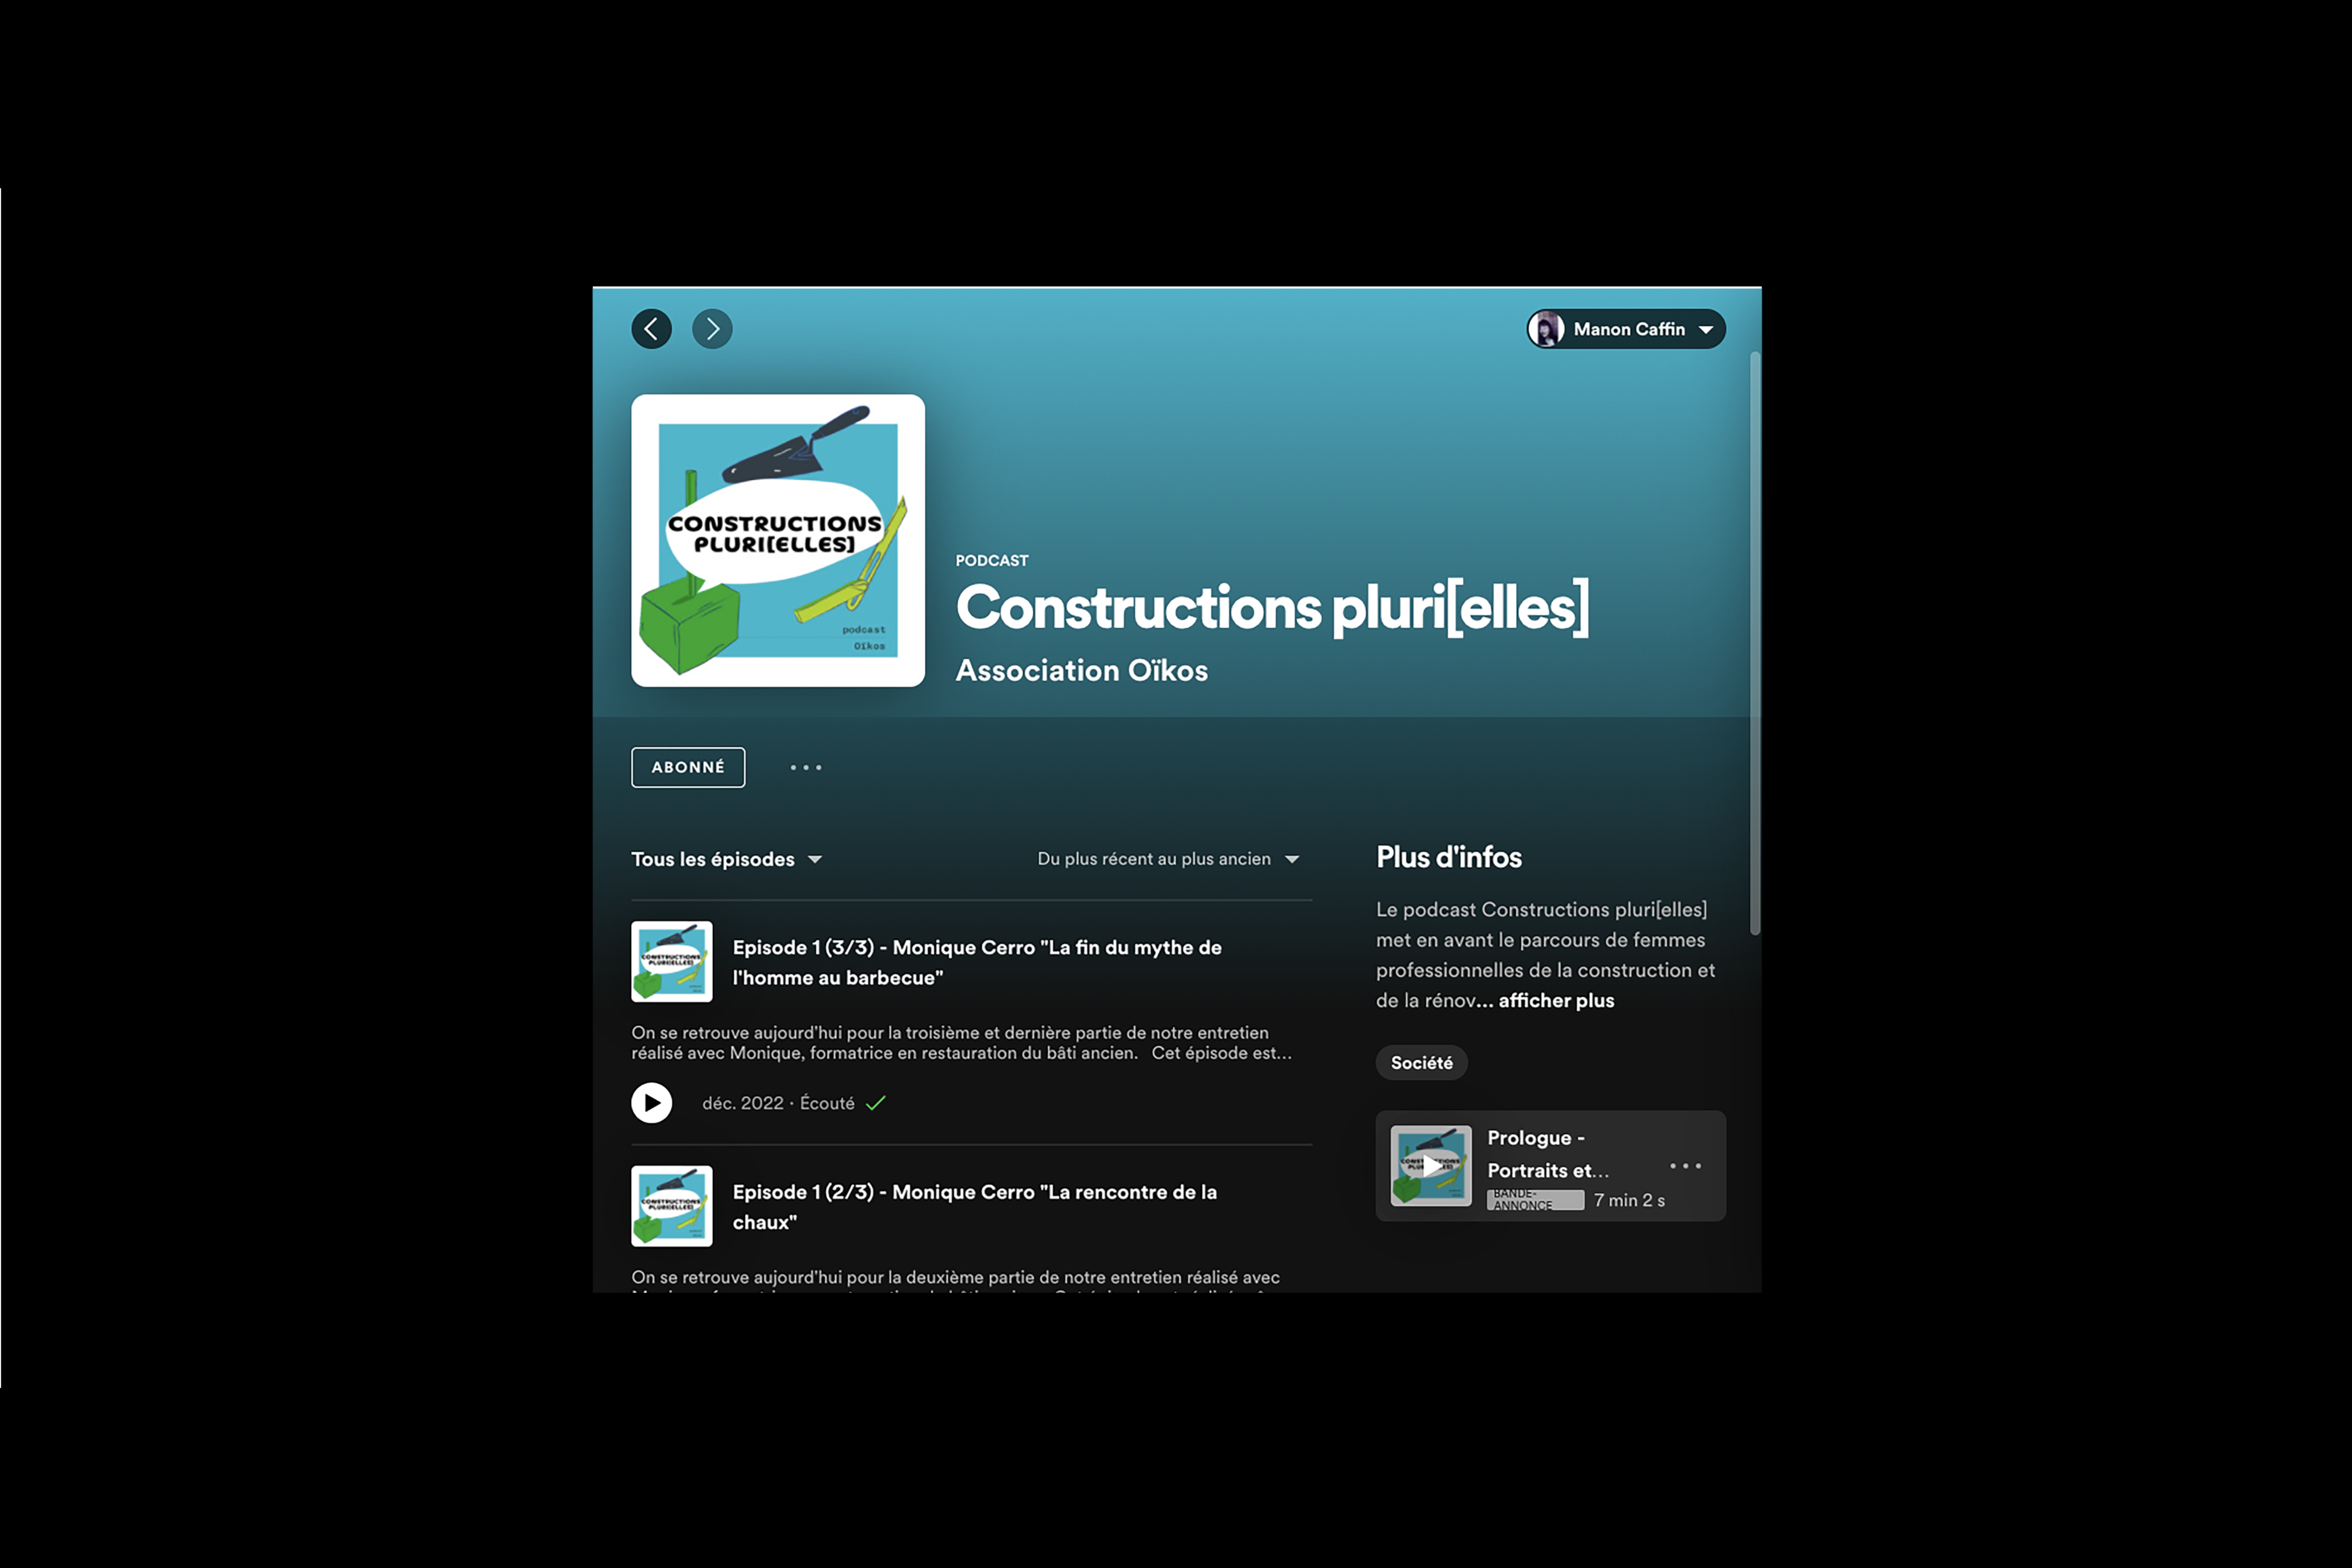 Manon Caffin
CONSTRUCTIONS
PLURI[ELLES]
podcast
Oïkos
PODCAST
Constructions pluri[elles]
Association Oïkos
ABONNÉ
Tous les épisodes
Du plus récent au plus ancien
Episode 1 (3/3) - Monique Cerro "La fin du mythe de
l'homme au barbecue"
On se retrouve aujourd'hui pour la troisième et dernière partie de notre entretien
réalisé avec Monique, formatrice en restauration du bâti ancien. Cet épisode est...
déc. 2022 · Écouté
CONSTRUCTIONS
PLURI[ELLES]
Episode 1 (2/3) - Monique Cerro "La rencontre de la
chaux"
CONSTRUCTIONS
PLURI[ELLES]
On se retrouve aujourd'hui pour la deuxième partie de notre entretien réalisé avec
Plus d'infos
Le podcast Constructions pluri[elles]
met en avant le parcours de femmes
professionnelles de la construction et
de la rénov... afficher plus
Société
Prologue -
Portraits et...
BANDE-
ANNONCE
7 min 2 s